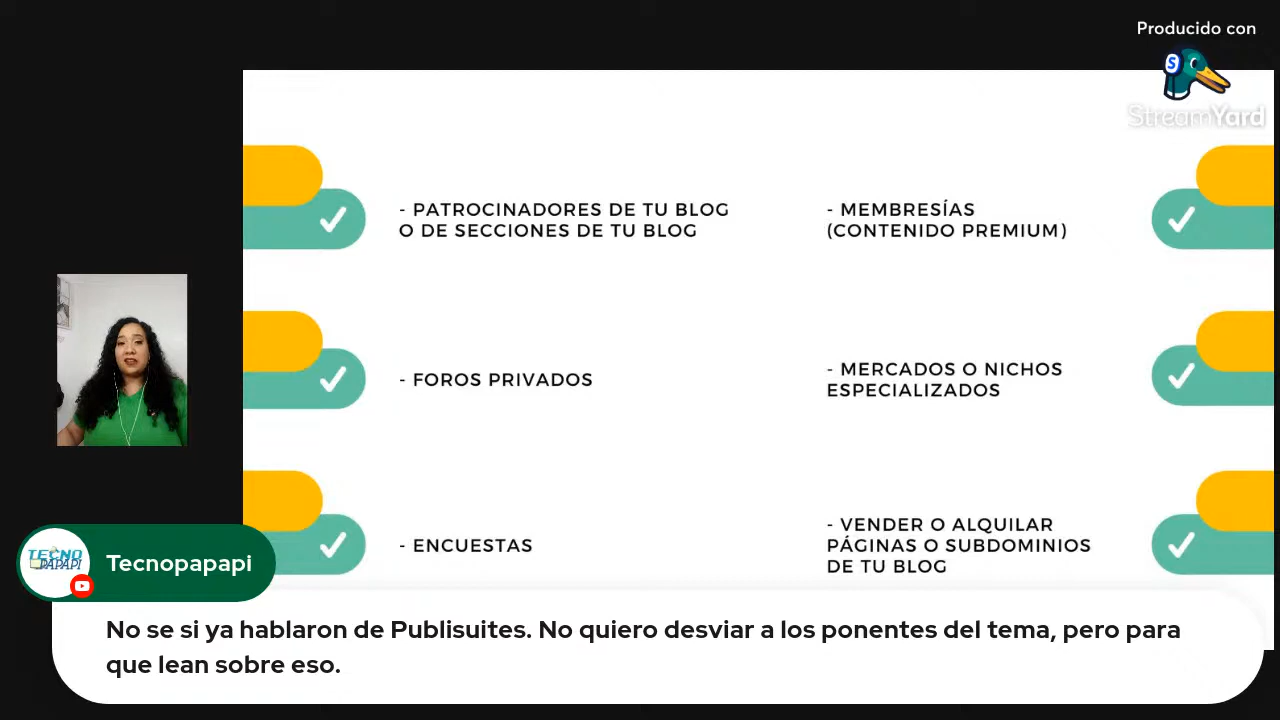 Producido con
StreamYard
- PATROCINADORES DE TU BLOG
O DE SECCIONES DE TU BLOG
- MEMBRESÍAS
(CONTENIDO PREMIUM)
- FOROS PRIVADOS
- MERCADOS O NICHOS
ESPECIALIZADOS
- ENCUESTAS
- VENDER O ALQUILAR
PÁGINAS O SUBDOMINIOS
DE TU BLOG
TECNO
PAPAPI
Tecnopapapi
No se si ya hablaron de Publisuites. No quiero desviar a los ponentes del tema, pero para
que lean sobre eso.